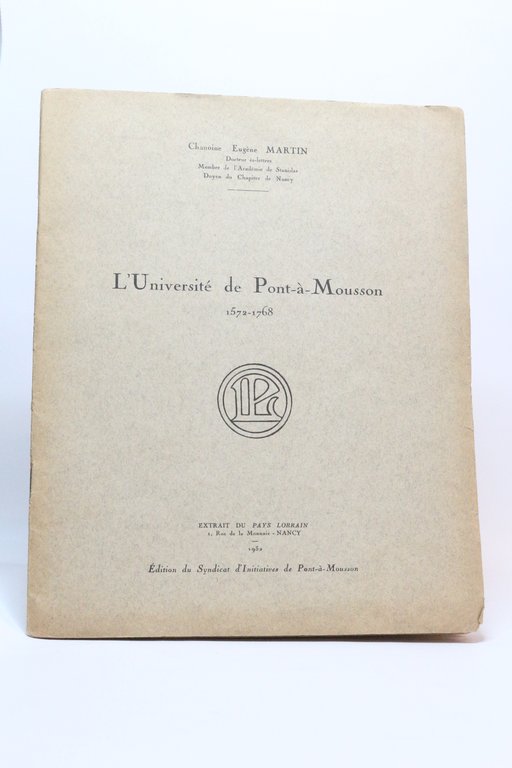 Chanoine Eugène MARTIN
Docteur ès-lettres
Membre de l'Académie de Stanislas
Doyen du Chapitre de Nancy
L'Université de Pont-à-Mousson
1572-1768
EXTRAIT DU PAYS LORRAIN
1, Rue de la Monnaie - NANCY
1932
Édition du Syndicat d'Initiatives de Pont-à-Mousson